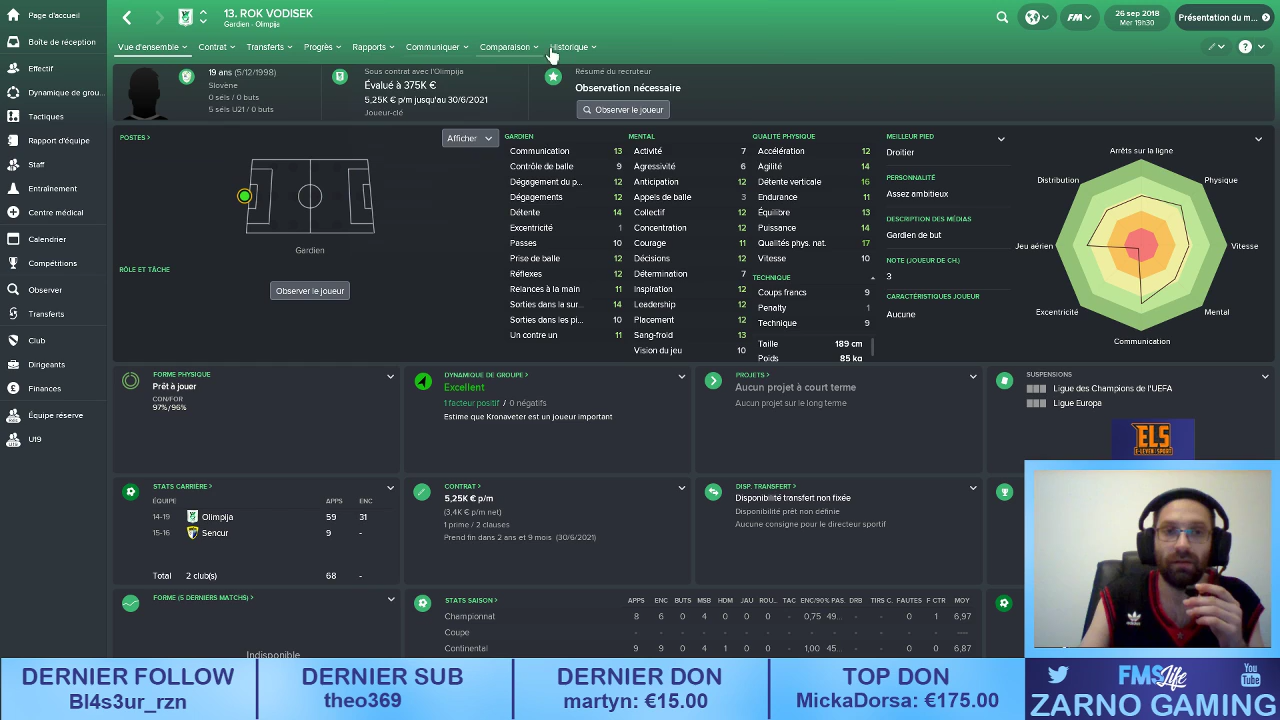 Page d'accueil
Boîte de réception
Effectif
Dynamique de grou...
Tactiques
Rapport d'équipe
Staff
Entraînement
Centre médical
Calendrier
Compétitions
Observer
Transferts
Club
Dirigeants
Finances
Équipe réserve
U19
13. ROK VODISEK
Gardien - Olimpija
FM
26 sep 2018
Mer 19h30
Présentation du m...
Vue d'ensemble
Contrat
Transferts
Progrès
Rapports
Communiquer
Comparaison
Historique
19 ans (5/12/1998)
Slovene
0 séls / 0 buts
5 séls U21 / 0 buts
Sous contrat avec l'Olimpija
Évalué à 375K €
5,25K € p/m jusqu'au 30/6/2021
Joueur-clé
Résumé du recruteur
Observation nécessaire
Observer le joueur
POSTES >
Afficher
Gardien
RÔLE ET TÂCHE
Observer le joueur
GARDIEN
Communication 13
Contrôle de balle 9
Dégagement du p... 12
Dégagements 12
Détente 14
Excentricité 1
Passes 10
Prise de balle 12
Réflexes 12
Relances à la main 11
Sorties dans la sur... 14
Sorties dans les pi... 10
Un contre un 11
MENTAL
Activité 7
Agressivité 6
Anticipation 12
Appels de balle 3
Collectif 12
Concentration 12
Courage 11
Décisions 12
Détermination 7
Inspiration 12
Leadership 12
Placement 12
Sang-froid 13
Vision du jeu 10
QUALITÉ PHYSIQUE
Accélération 12
Agilité 14
Détente verticale 16
Endurance 11
Équilibre 13
Puissance 14
Qualités phys. nat. 17
Vitesse 10
TECHNIQUE
Coups francs 9
Penalty 1
Technique 9
Taille 189 cm
Poids 85 kg
MEILLEUR PIED
Droitier
PERSONNALITÉ
Assez ambitieux
DESCRIPTION DES MÉDIAS
Gardien de but
NOTE (JOUEUR DE CH.)
3
CARACTÉRISTIQUES JOUEUR
Aucune
Arrêts sur la ligne
Distribution
Physique
Jeu aérien
Vitesse
Excentricité
Mental
Communication
FORME PHYSIQUE
Prêt à jouer
CON/FOR
97%/96%
DYNAMIQUE DE GROUPE >
Excellent
1 facteur positif / 0 négatifs
Estime que Kronaveter est un joueur important
PROJETS >
Aucun projet à court terme
Aucun projet sur le long terme
SUSPENSIONS
Ligue des Champions de l'UEFA
Ligue Europa
ELS
E-LEVEN SPORT
STATS CARRIÈRE >
ÉQUIPE APPS ENC
14-19 Olimpija 59 31
15-16 Sencur 9 -
Total 2 club(s) 68 -
CONTRAT >
5,25K € p/m
(3,4K € p/m net)
1 prime / 2 clauses
Prend fin dans 2 ans et 9 mois (30/6/2021)
DISP. TRANSFERT >
Disponibilité transfert non fixée
Disponibilité prêt non définie
Aucune consigne pour le directeur sportif
FORME (5 DERNIERS MATCHS) >
Indisponible
STATS SAISON > APPS ENC BUTS MSB HDM JAU ROU... TAC ENC/90% PAS. DRB TIRS C. FAUTES F CTR MOY
Championnat 8 6 0 4 0 0 0 - 0,75 49... - - 0 1 6,97
Coupe - - - - - - - - - - - - - - ----
Continental 9 9 0 4 1 0 0 - 1,00 45... - - 0 0 6,87
DERNIER FOLLOW
Bl4s3ur_rzn
DERNIER SUB
theo369
DERNIER DON
martyn: €15.00
TOP DON
MickaDorsa: €175.00
FMSLife
You
Tube
ZARNO GAMING
adidas